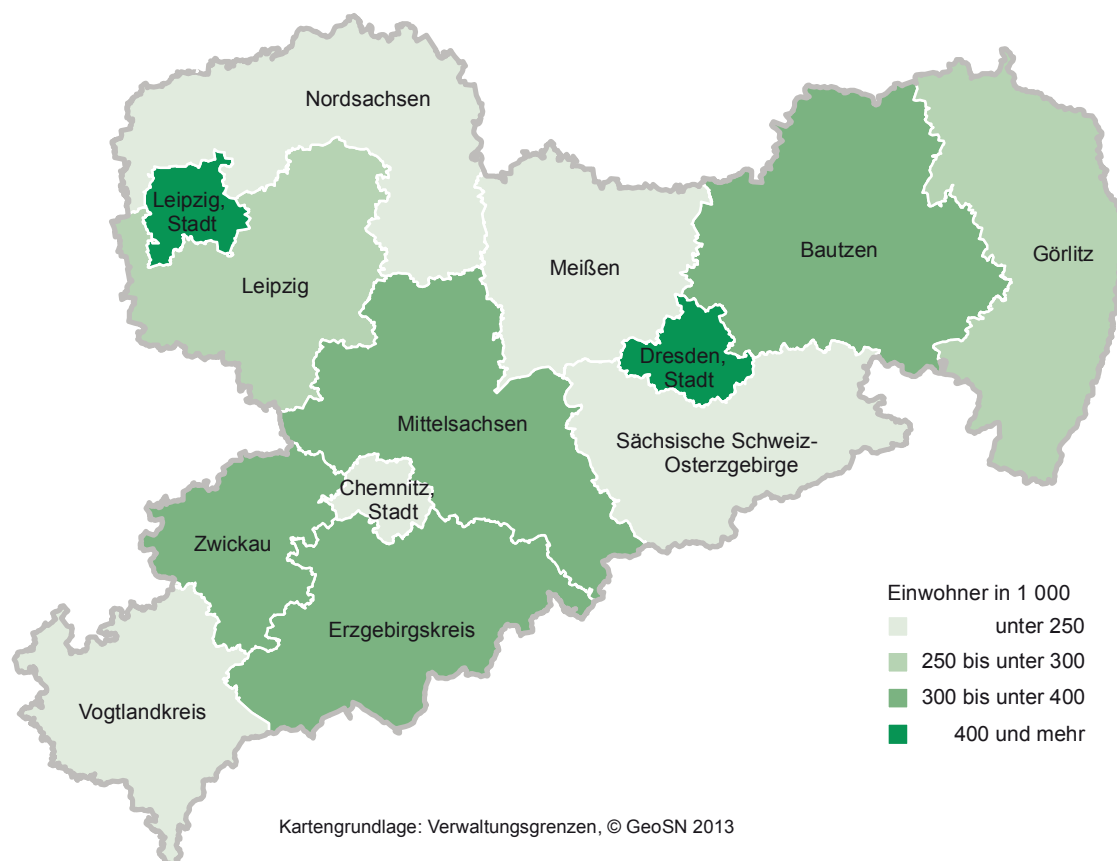 Nordsachsen
Leipzig,
Stadt
Leipzig
Meißen
Bautzen
Görlitz
Dresden,
Stadt
Mittelsachsen
Sächsische Schweiz-
Osterzgebirge
Chemnitz,
Stadt
Zwickau
Erzgebirgskreis
Vogtlandkreis
Einwohner in 1 000
unter 250
250 bis unter 300
300 bis unter 400
400 und mehr
Kartengrundlage: Verwaltungsgrenzen, © GeoSN 2013